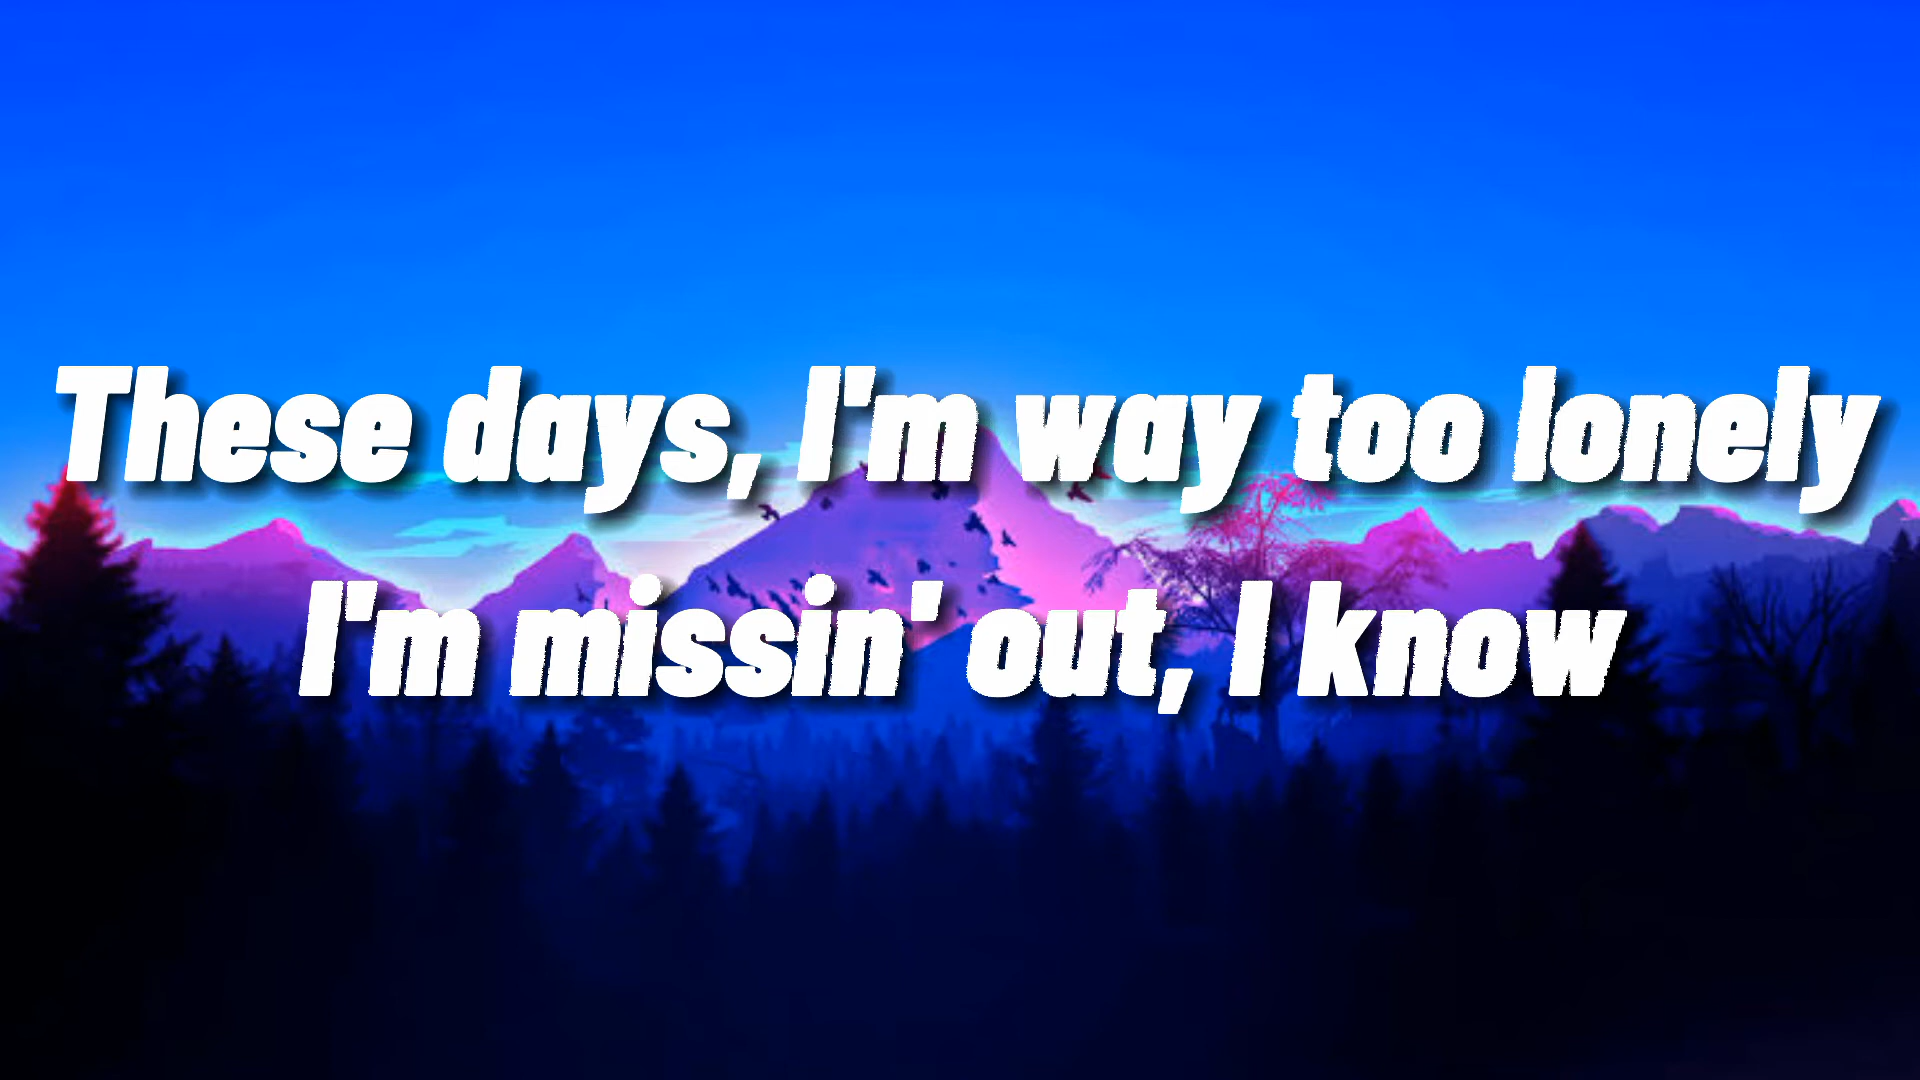 These days, I'm way too lonely
I'm missin' out, I know